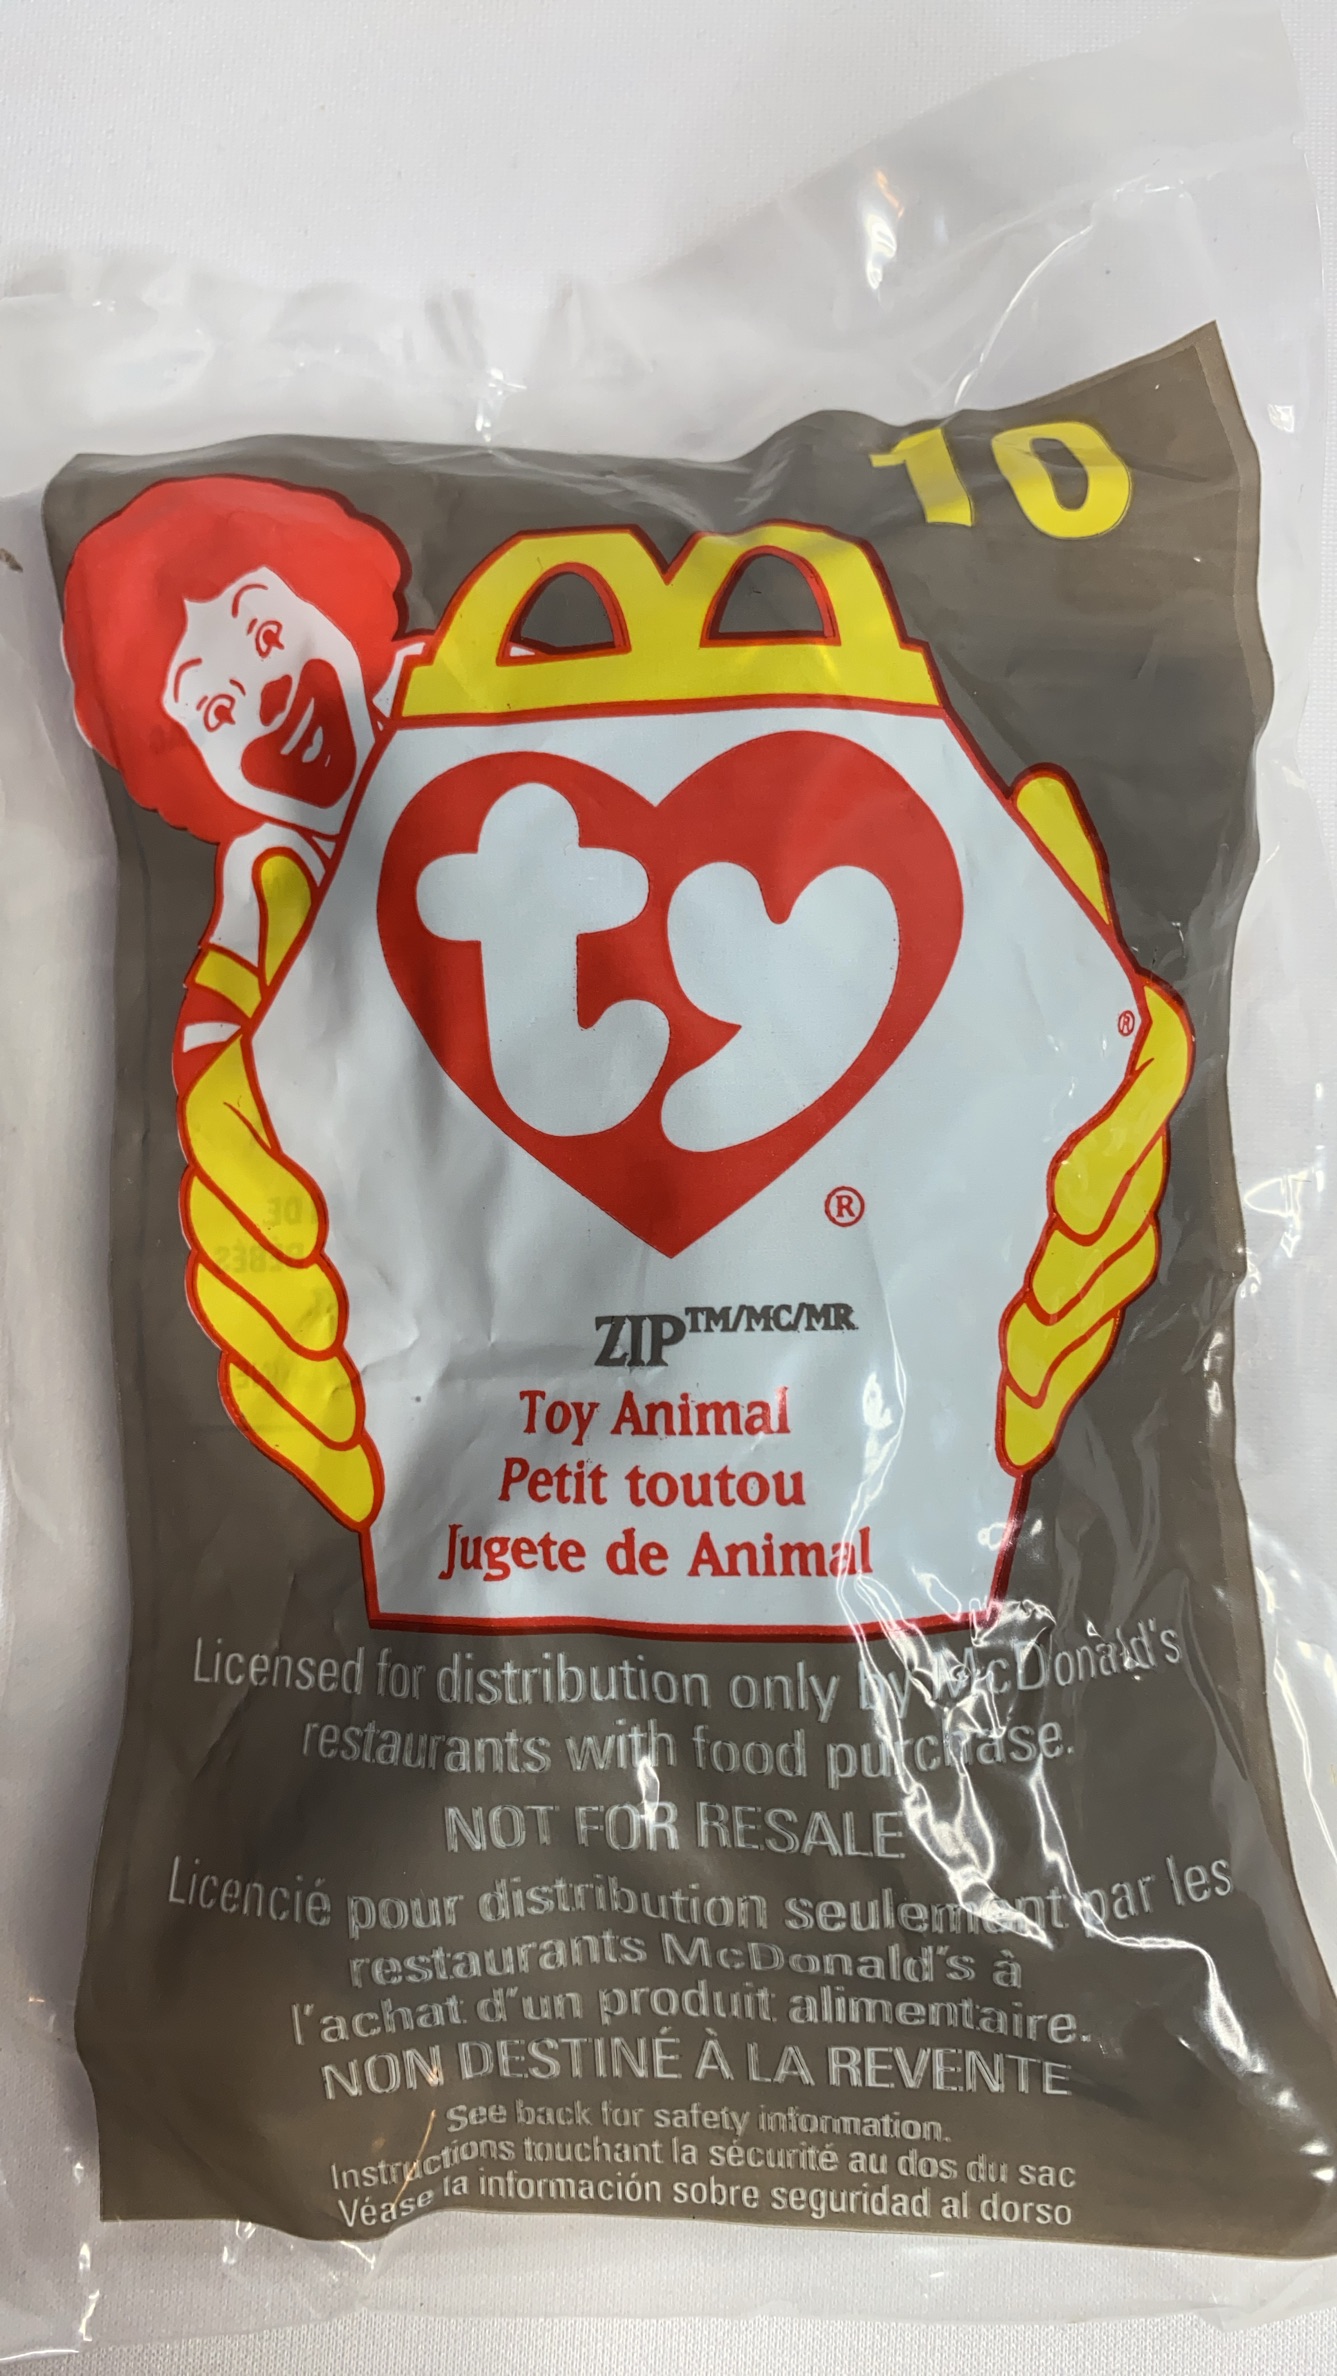 10
ty
®
®
ZIP™/MC/MR
Toy Animal
Petit toutou
Jugete de Animal
Licensed for distribution only by McDonald's
restaurants with food purchase.
NOT FOR RESALE
Licencié pour distribution seulement par les
restaurants McDonald's à
l'achat d'un produit alimentaire.
NON DESTINÉ À LA REVENTE
See back for safety information.
Instructions touchant la sécurité au dos du sac
Véase la información sobre seguridad al dorso